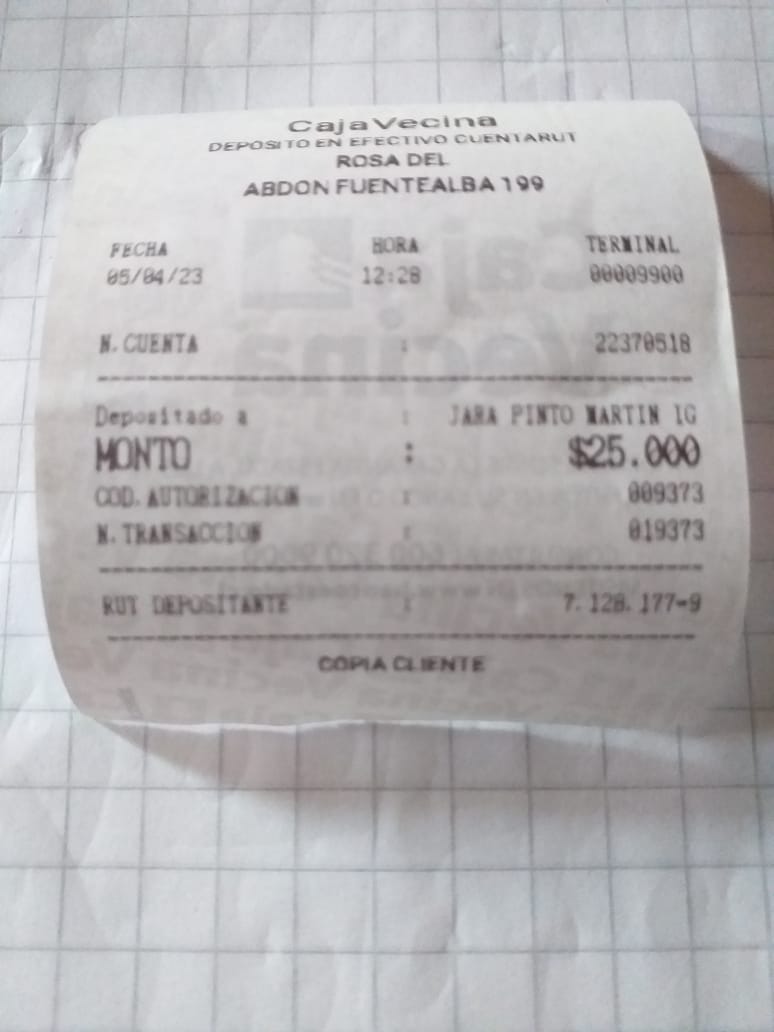 CajaVecina
DEPOSITO EN EFECTIVO CUENTARUT
ROSA DEL
ABDON FUENTEALBA 199
FECHA HORA TERMINAL
05/04/23 12:28 00009900
N. CUENTA : 22370518
Depositado a : JARA PINTO MARTIN IG
MONTO : $25.000
COD. AUTORIZACION : 009373
N. TRANSACCION : 019373
RUT DEPOSITANTE : 7.128.177-9
COPIA CLIENTE